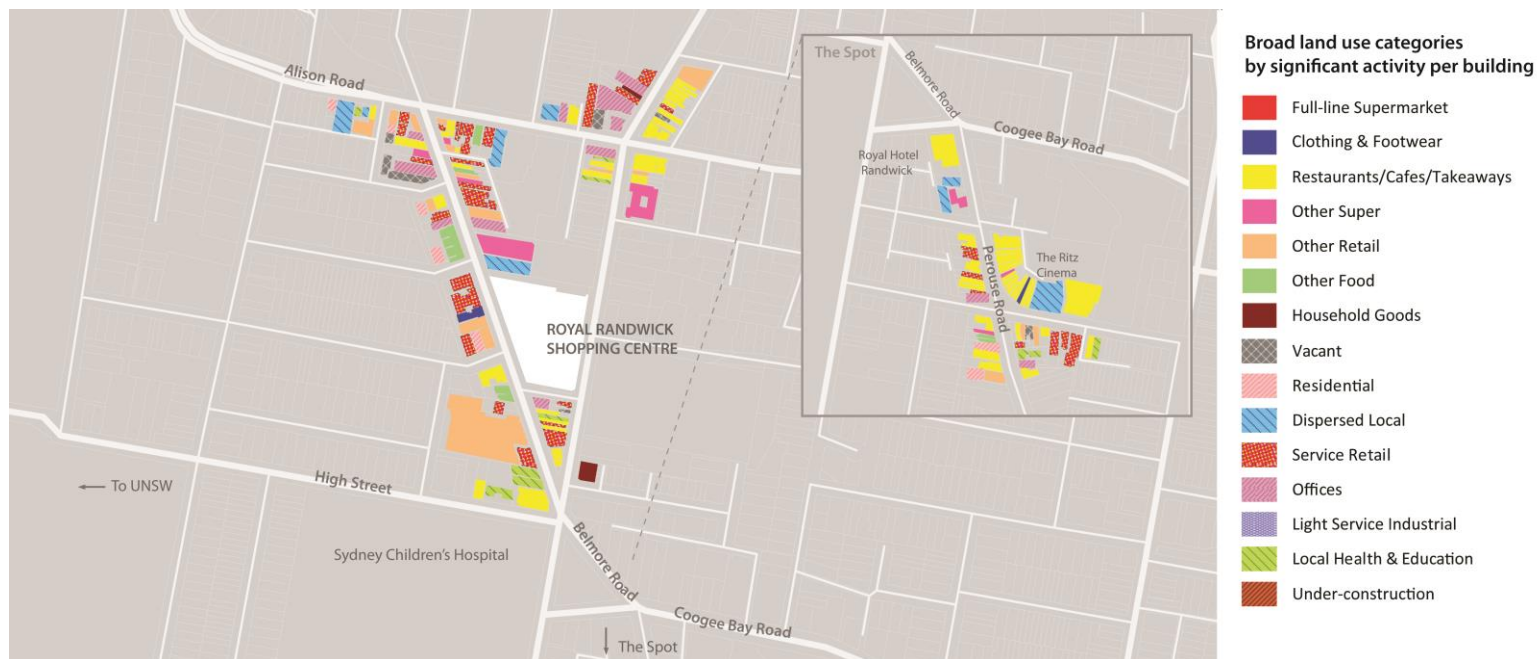 Alison Road
ROYAL RANDWICK
SHOPPING CENTRE
To UNSW
High Street
Sydney Children's Hospital
Belmore Road
Coogee Bay Road
The Spot
The Spot
Belmore Road
Coogee Bay Road
Royal Hotel
Randwick
Perouse Road
The Ritz
Cinema
Broad land use categories
by significant activity per building
Full-line Supermarket
Clothing & Footwear
Restaurants/Cafes/Takeaways
Other Super
Other Retail
Other Food
Household Goods
Vacant
Residential
Dispersed Local
Service Retail
Offices
Light Service Industrial
Local Health & Education
Under-construction